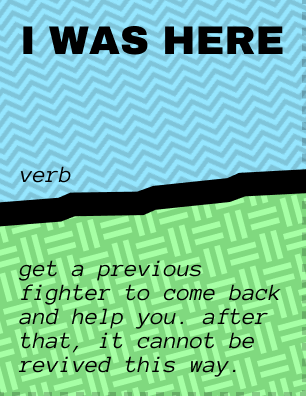 I WAS HERE
verb
get a previous
fighter to come back
and help you. after
that, it cannot be
revived this way.